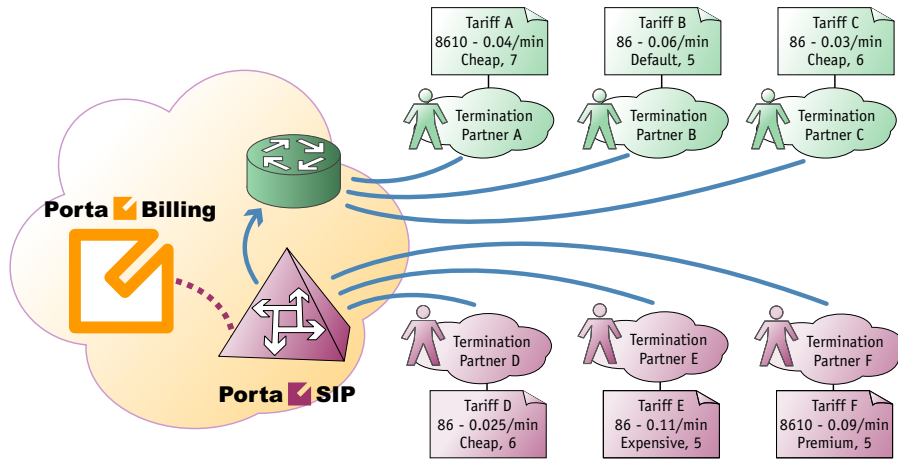 Tariff A
8610 - 0.04/min
Cheap, 7
Tariff B
86 - 0.06/min
Default, 5
Tariff C
86 - 0.03/min
Cheap, 6
Termination
Partner A
Termination
Partner B
Termination
Partner C
Porta Billing
Porta SIP
Termination
Partner D
Termination
Partner E
Termination
Partner F
Tariff D
86 - 0.025/min
Cheap, 6
Tariff E
86 - 0.11/min
Expensive, 5
Tariff F
8610 - 0.09/min
Premium, 5